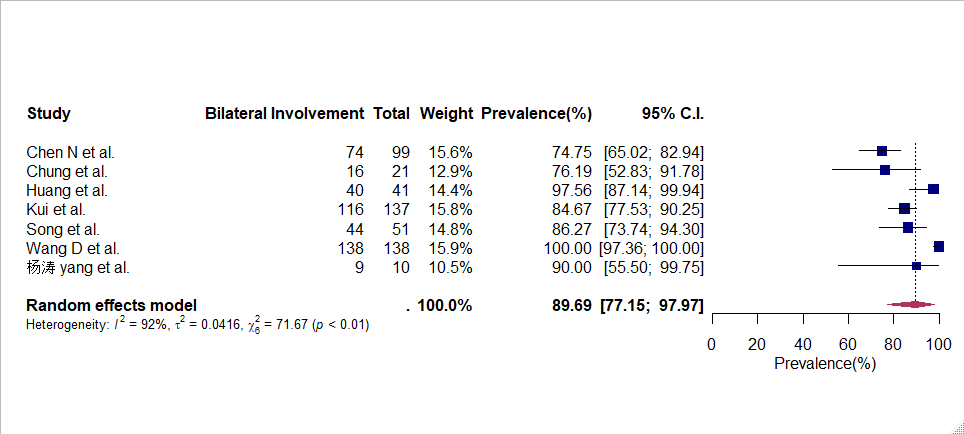 Study Bilateral Involvement Total Weight Prevalence(%) 95% C.I.
Chen N et al. 74 99 15.6% 74.75 [65.02; 82.94]
Chung et al. 16 21 12.9% 76.19 [52.83; 91.78]
Huang et al. 40 41 14.4% 97.56 [87.14; 99.94]
Kui et al. 116 137 15.8% 84.67 [77.53; 90.25]
Song et al. 44 51 14.8% 86.27 [73.74; 94.30]
Wang D et al. 138 138 15.9% 100.00 [97.36; 100.00]
杨涛 yang et al. 9 10 10.5% 90.00 [55.50; 99.75]
Random effects model . 100.0% 89.69 [77.15; 97.97]
Heterogeneity: I² = 92%, τ² = 0.0416, χ²₆ = 71.67 (p < 0.01)
0 20 40 60 80 100
Prevalence(%)